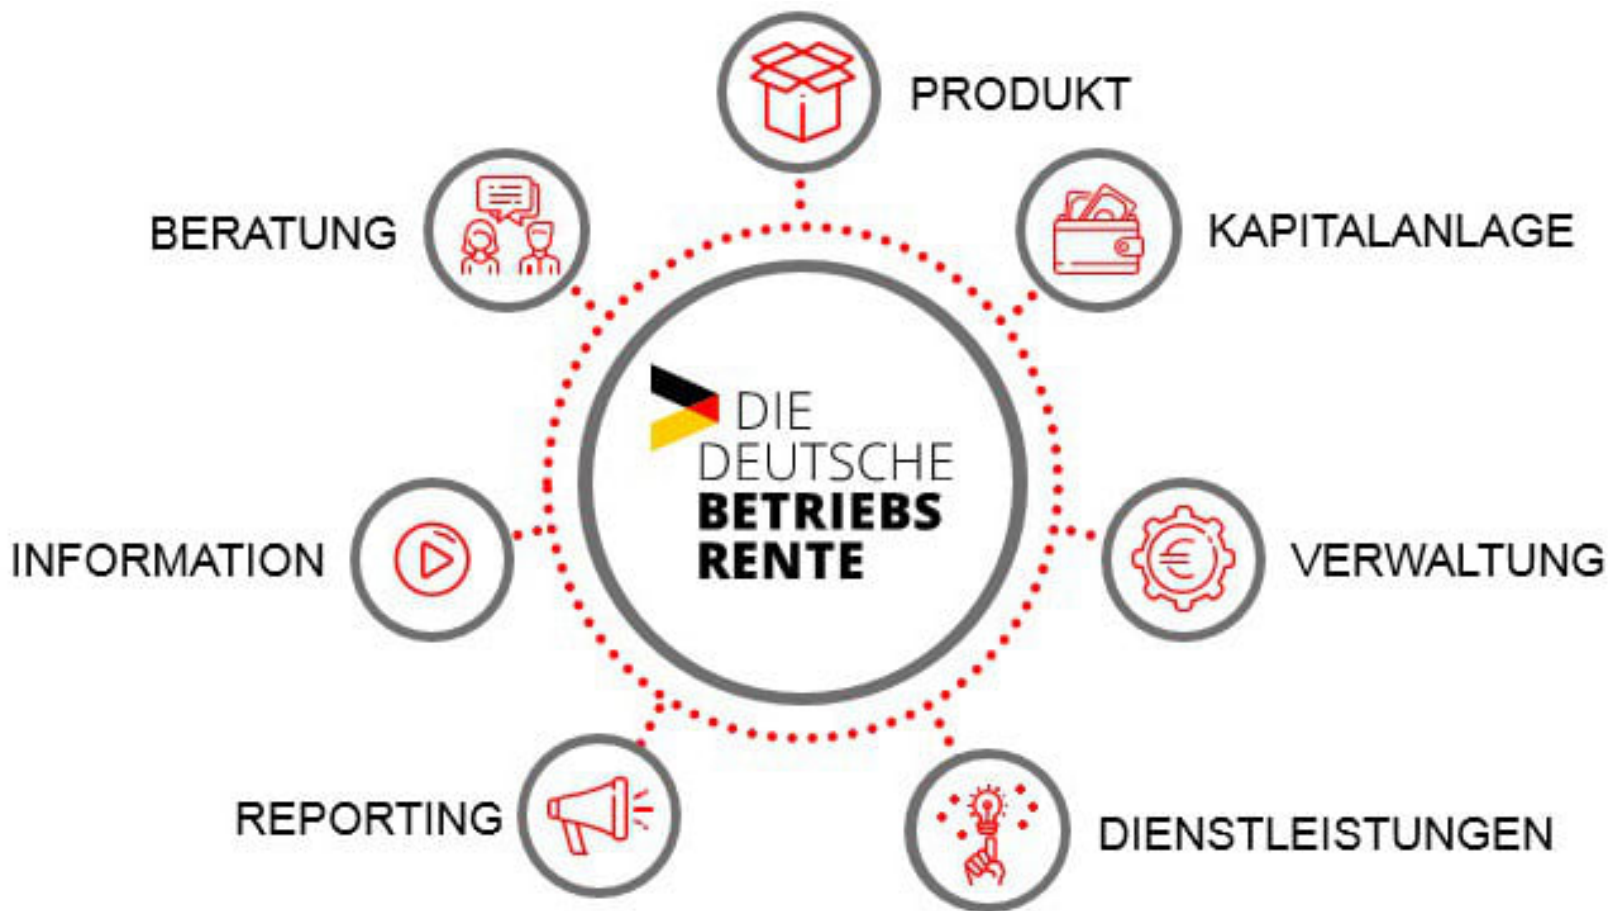 PRODUKT
BERATUNG
KAPITALANLAGE
DIE
DEUTSCHE
BETRIEBS
RENTE
INFORMATION
VERWALTUNG
REPORTING
DIENSTLEISTUNGEN